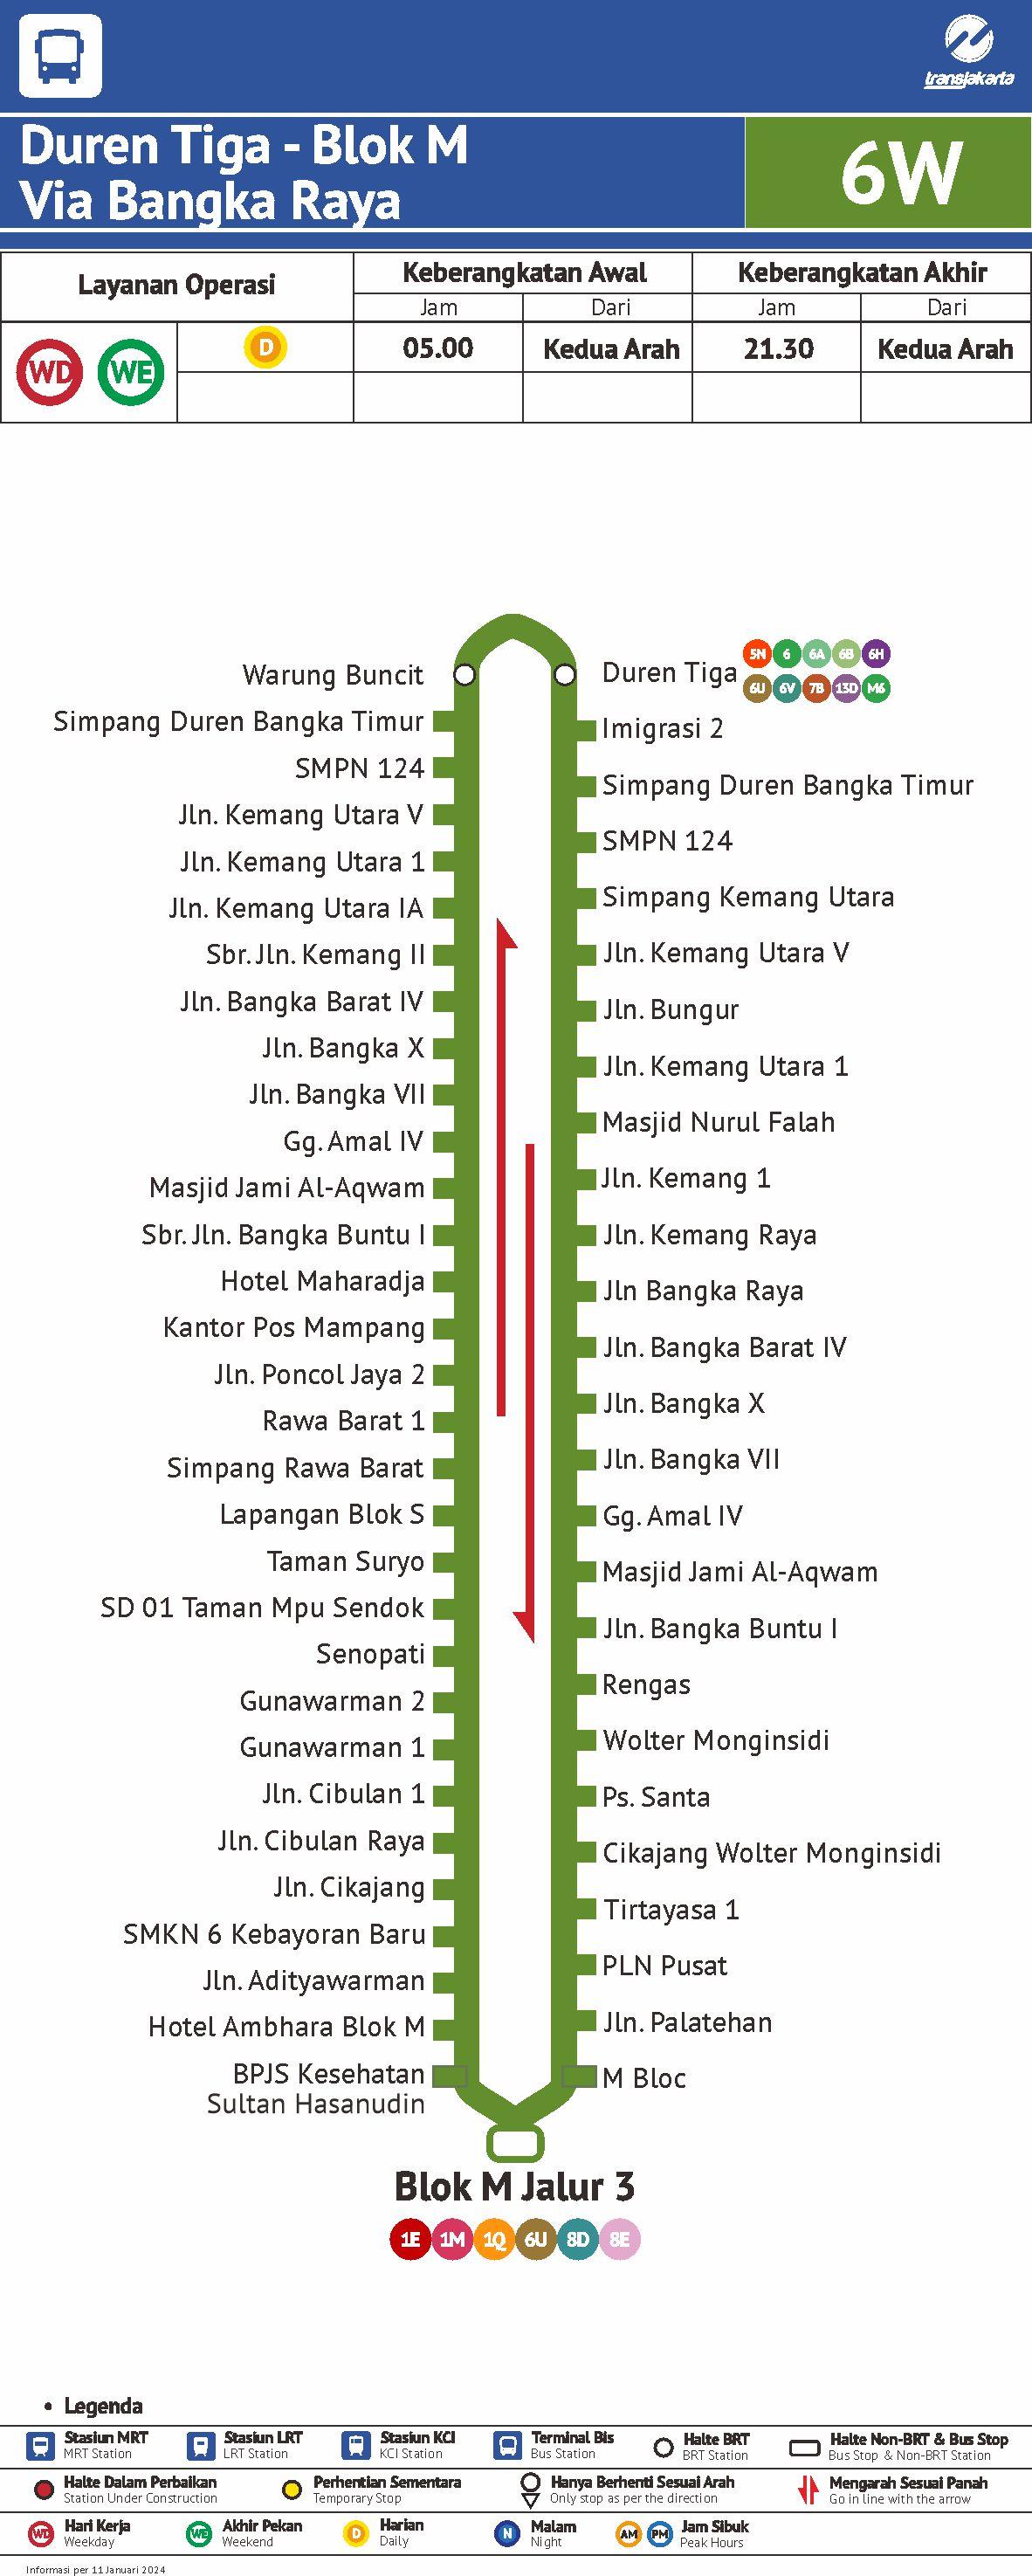 transjakarta
Duren Tiga - Blok M
Via Bangka Raya
6W
Layanan Operasi
Keberangkatan Awal
Keberangkatan Akhir
Jam
Dari
Jam
Dari
WD
WE
D
05.00
Kedua Arah
21.30
Kedua Arah
Warung Buncit
Simpang Duren Bangka Timur
SMPN 124
Jln. Kemang Utara V
Jln. Kemang Utara 1
Jln. Kemang Utara IA
Sbr. Jln. Kemang II
Jln. Bangka Barat IV
Jln. Bangka X
Jln. Bangka VII
Gg. Amal IV
Masjid Jami Al-Aqwam
Sbr. Jln. Bangka Buntu I
Hotel Maharadja
Kantor Pos Mampang
Jln. Poncol Jaya 2
Rawa Barat 1
Simpang Rawa Barat
Lapangan Blok S
Taman Suryo
SD 01 Taman Mpu Sendok
Senopati
Gunawarman 2
Gunawarman 1
Jln. Cibulan 1
Jln. Cibulan Raya
Jln. Cikajang
SMKN 6 Kebayoran Baru
Jln. Adityawarman
Hotel Ambhara Blok M
BPJS Kesehatan
Sultan Hasanudin
Duren Tiga
5N 6 6A 6B 6H
6U 6V 7B 13D M6
Imigrasi 2
Simpang Duren Bangka Timur
SMPN 124
Simpang Kemang Utara
Jln. Kemang Utara V
Jln. Bungur
Jln. Kemang Utara 1
Masjid Nurul Falah
Jln. Kemang 1
Jln. Kemang Raya
Jln Bangka Raya
Jln. Bangka Barat IV
Jln. Bangka X
Jln. Bangka VII
Gg. Amal IV
Masjid Jami Al-Aqwam
Jln. Bangka Buntu I
Rengas
Wolter Monginsidi
Ps. Santa
Cikajang Wolter Monginsidi
Tirtayasa 1
PLN Pusat
Jln. Palatehan
M Bloc
Blok M Jalur 3
1E 1M 1Q 6U 8D 8E
• Legenda
Stasiun MRT
MRT Station
Stasiun LRT
LRT Station
Stasiun KCI
KCI Station
Terminal Bis
Bus Station
Halte BRT
BRT Station
Halte Non-BRT & Bus Stop
Bus Stop & Non-BRT Station
Halte Dalam Perbaikan
Station Under Construction
Perhentian Sementara
Temporary Stop
Hanya Berhenti Sesuai Arah
Only stop as per the direction
Mengarah Sesuai Panah
Go in line with the arrow
WD
Hari Kerja
Weekday
WE
Akhir Pekan
Weekend
D
Harian
Daily
N
Malam
Night
AM PM
Jam Sibuk
Peak Hours
Informasi per 11 Januari 2024